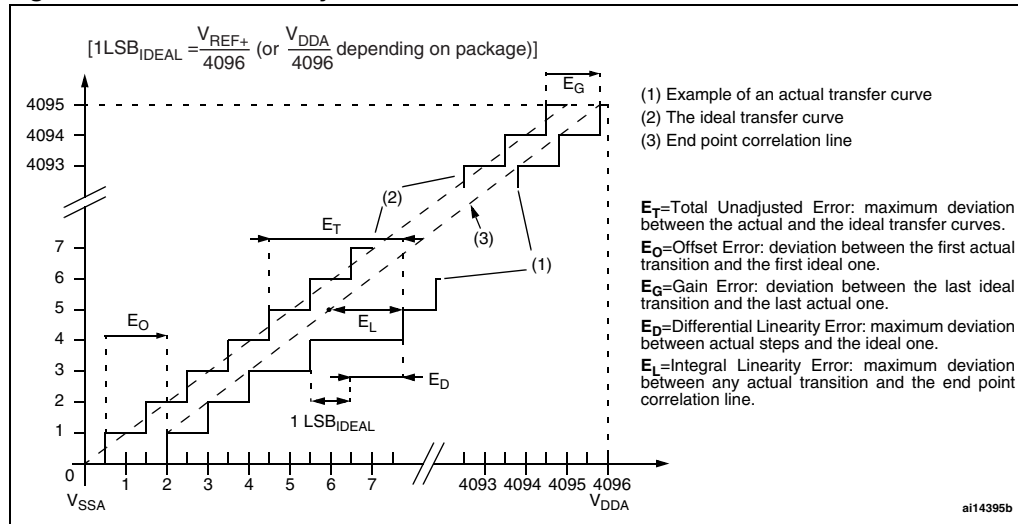 [1LSB_IDEAL = V_REF+ / 4096 (or V_DDA / 4096 depending on package)]
E_G
4095
4094
4093
7
6
5
4
3
2
1
0
(2)
E_T
(3)
(1)
E_O
E_L
E_D
1 LSB_IDEAL
1 2 3 4 5 6 7 4093 4094 4095 4096
V_SSA V_DDA
(1) Example of an actual transfer curve
(2) The ideal transfer curve
(3) End point correlation line
E_T=Total Unadjusted Error: maximum deviation
between the actual and the ideal transfer curves.
E_O=Offset Error: deviation between the first actual
transition and the first ideal one.
E_G=Gain Error: deviation between the last ideal
transition and the last actual one.
E_D=Differential Linearity Error: maximum deviation
between actual steps and the ideal one.
E_L=Integral Linearity Error: maximum deviation
between any actual transition and the end point
correlation line.
ai14395b